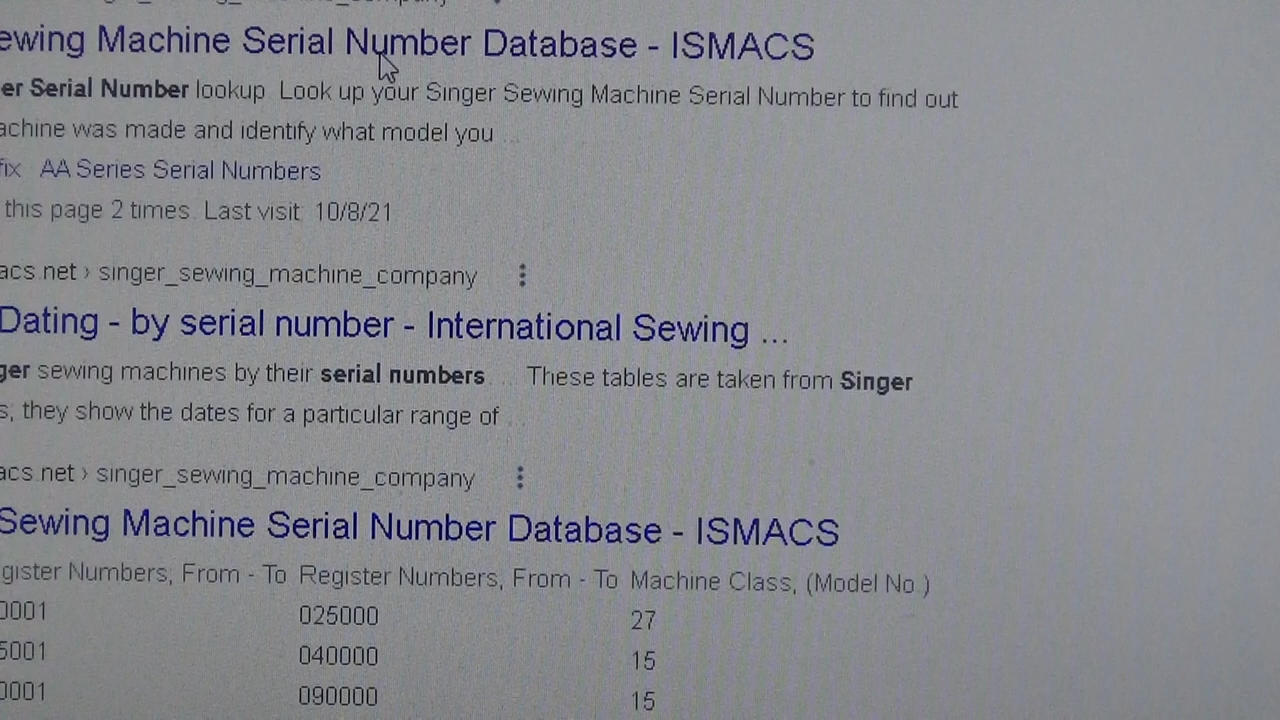 ewing Machine Serial Number Database - ISMACS
er Serial Number lookup. Look up your Singer Sewing Machine Serial Number to find out
achine was made and identify what model you ...
fix · AA Series Serial Numbers
this page 2 times. Last visit: 10/8/21
acs.net › singer_sewing_machine_company
Dating - by serial number - International Sewing ...
ger sewing machines by their serial numbers. ... These tables are taken from Singer
s; they show the dates for a particular range of ...
acs.net › singer_sewing_machine_company
Sewing Machine Serial Number Database - ISMACS
gister Numbers; From - To Register Numbers; From - To Machine Class, (Model No.)
0001 025000 27
5001 040000 15
0001 090000 15